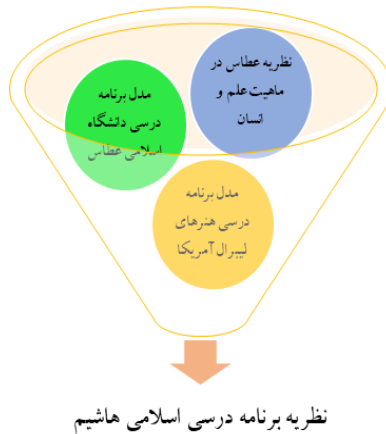 نظریه عطاس در
ماهیت علم و
انسان
مدل برنامه
درسی دانشگاه
اسلامی عطاس
مدل برنامه
درسی هنرهای
لیبرال آمریکا
نظریه برنامه درسی اسلامی هاشیم